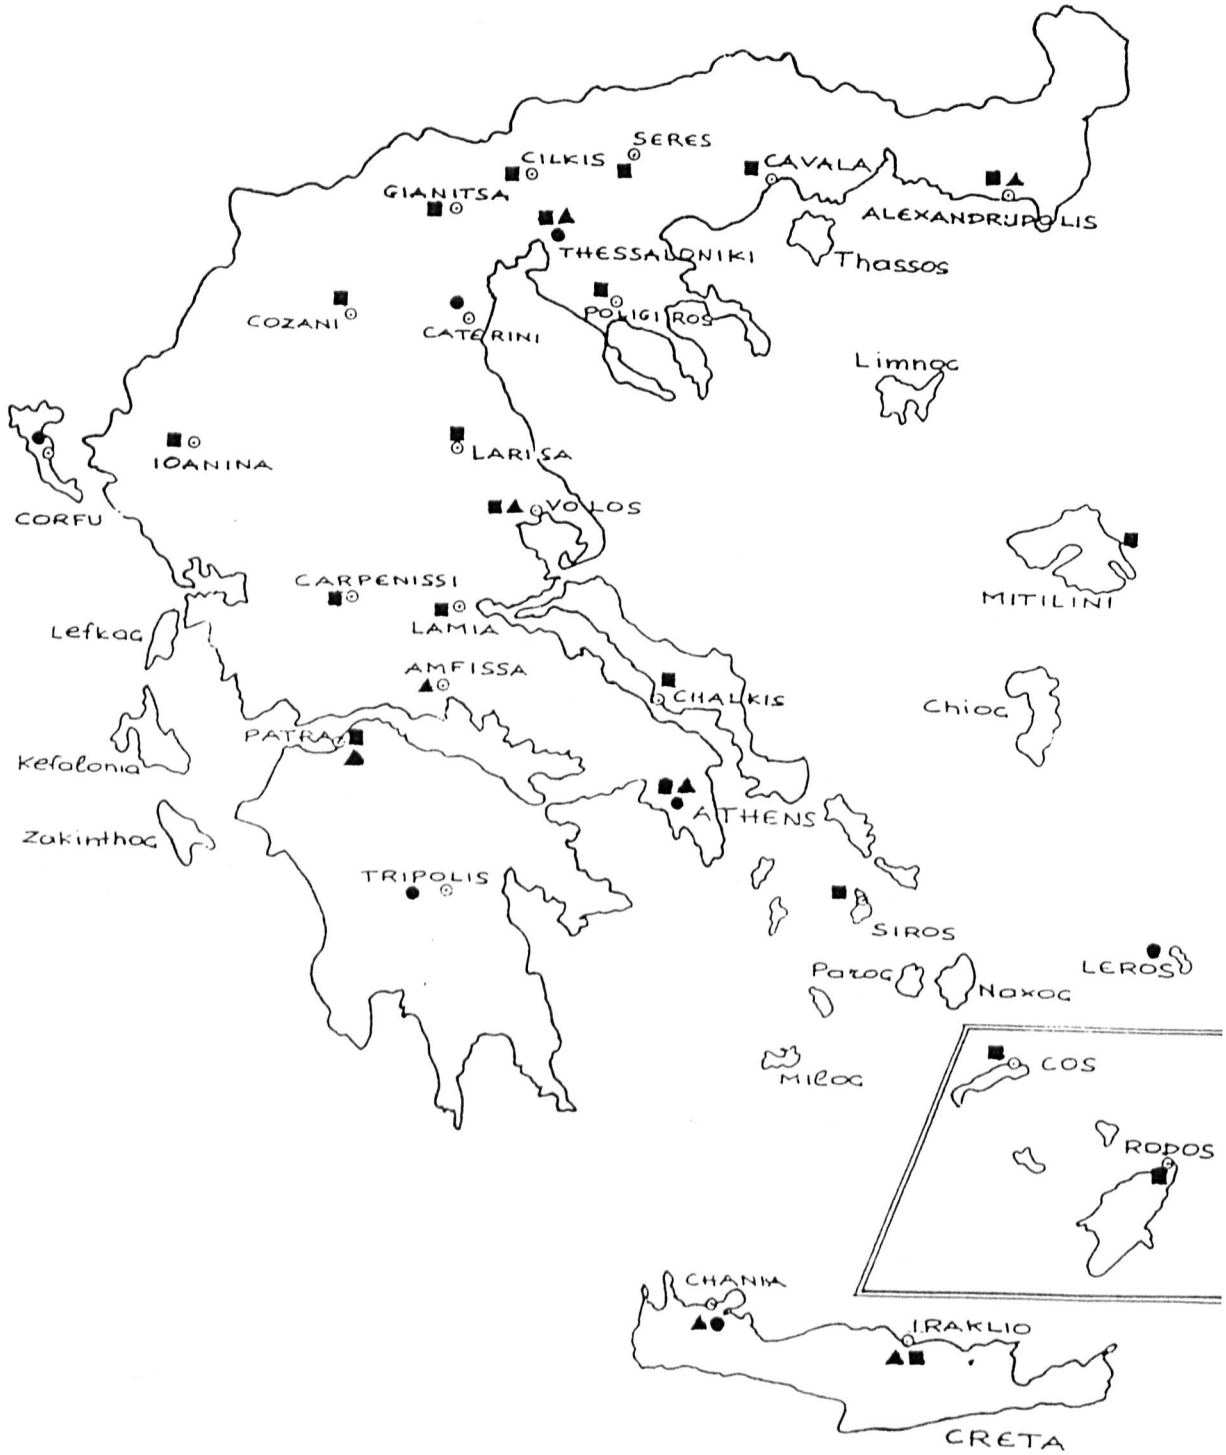 SERES
CILKIS
CAVALA
GIANITSA
ALEXANDRUPOLIS
THESSALONIKI
Thassos
POLIGIROS
COZANI
CATERINI
Limnoc
LARISA
IOANINA
VOLOS
CORFU
CARPENISSI
MITILINI
LAMIA
Lefkac
AMFISSA
CHALKIS
Chioc
PATRA
Kefalonia
ATHENS
Zakinthoc
TRIPOLIS
SIROS
LEROS
Paroc
Naxoc
COS
Miloc
RODOS
CHANIA
IRAKLIO
CRETA